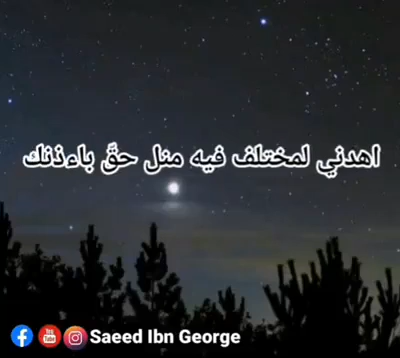 اهدني لمختلف فيه منل حقَّ باءذنك
Saeed Ibn George